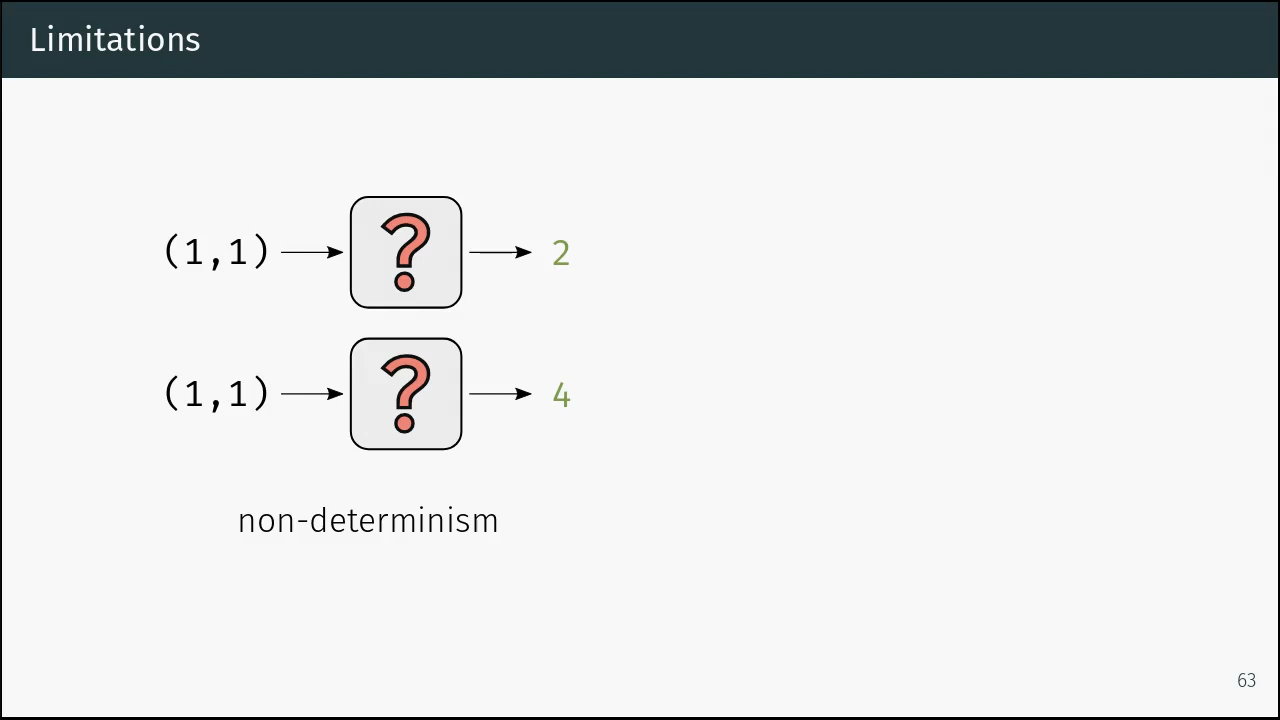 Limitations
(1,1) ? 2
(1,1) ? 4
non-determinism
63